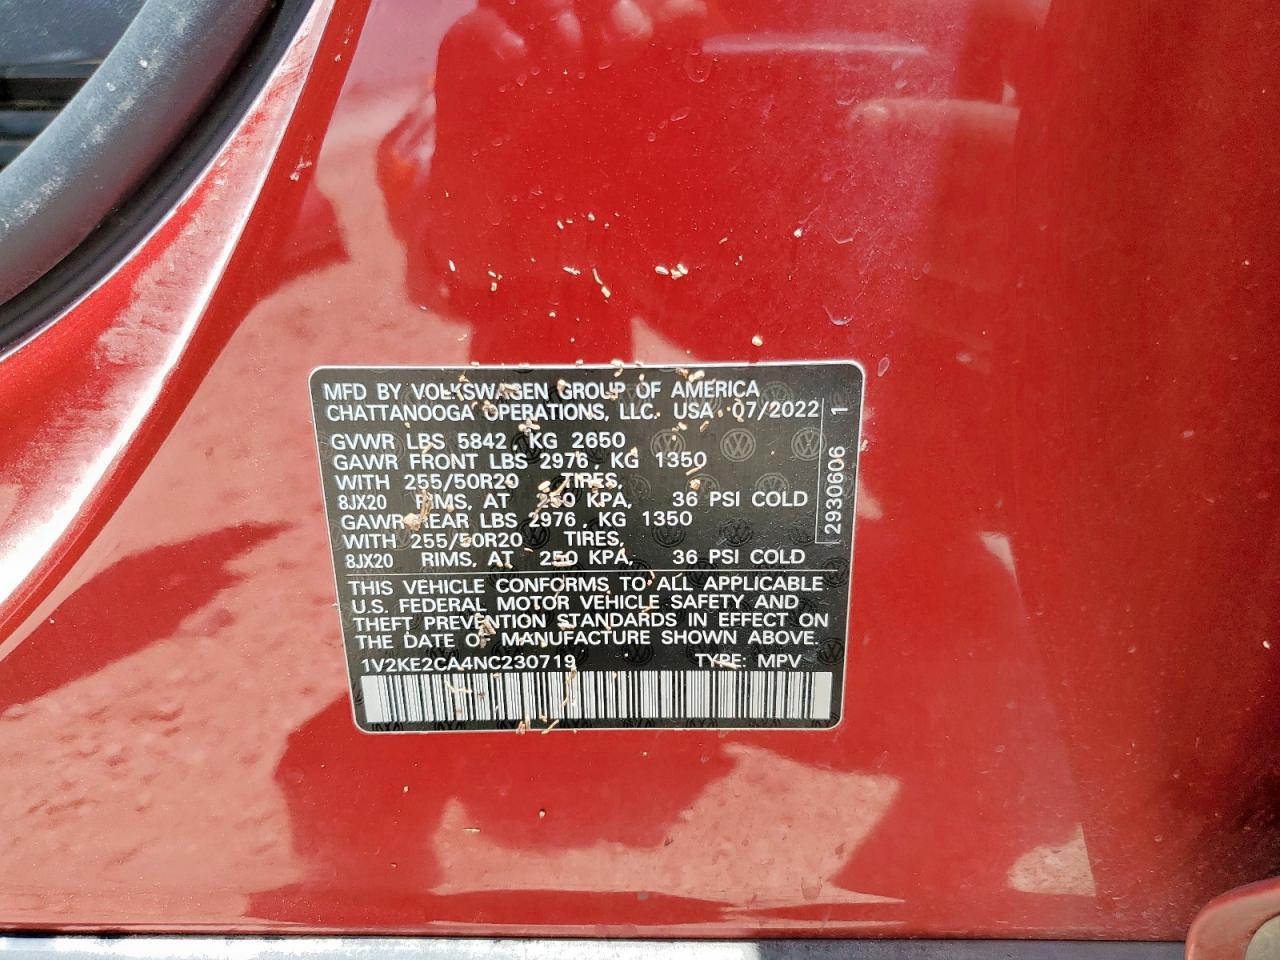 MFD BY VOLKSWAGEN GROUP OF AMERICA
CHATTANOOGA OPERATIONS, LLC. USA 07/2022
GVWR LBS 5842, KG 2650
GAWR FRONT LBS 2976, KG 1350
WITH 255/50R20 TIRES,
8JX20 RIMS, AT 250 KPA, 36 PSI COLD
GAWR REAR LBS 2976, KG 1350
WITH 255/50R20 TIRES,
8JX20 RIMS, AT 250 KPA, 36 PSI COLD
2930606 1
THIS VEHICLE CONFORMS TO ALL APPLICABLE
U.S. FEDERAL MOTOR VEHICLE SAFETY AND
THEFT PREVENTION STANDARDS IN EFFECT ON
THE DATE OF MANUFACTURE SHOWN ABOVE.
1V2KE2CA4NC230719 TYPE: MPV